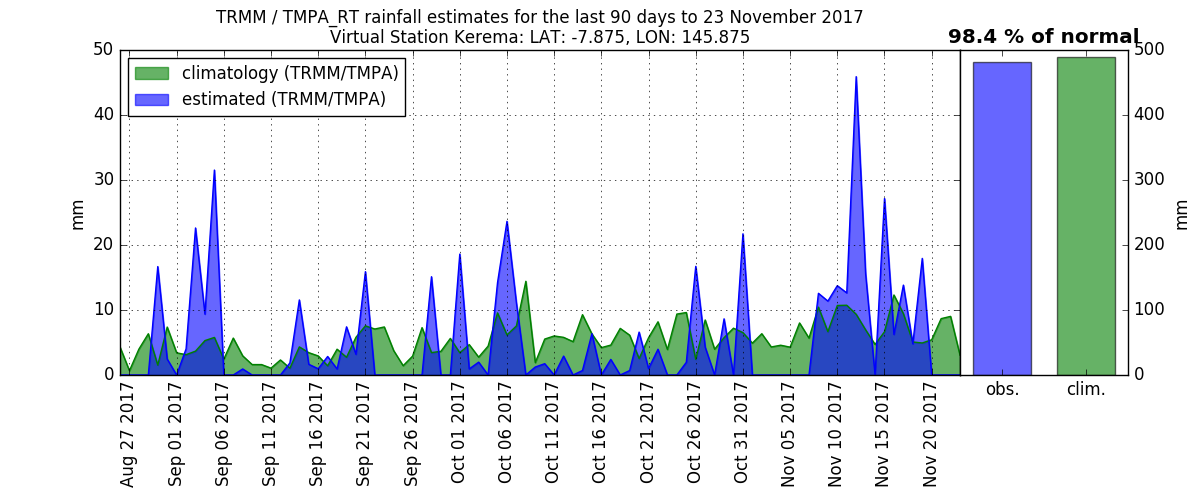 TRMM / TMPA_RT rainfall estimates for the last 90 days to 23 November 2017
Virtual Station Kerema: LAT: -7.875, LON: 145.875
98.4 % of normal
climatology (TRMM/TMPA)
estimated (TRMM/TMPA)
50
40
30
20
10
0
mm
Aug 27 2017
Sep 01 2017
Sep 06 2017
Sep 11 2017
Sep 16 2017
Sep 21 2017
Sep 26 2017
Oct 01 2017
Oct 06 2017
Oct 11 2017
Oct 16 2017
Oct 21 2017
Oct 26 2017
Oct 31 2017
Nov 05 2017
Nov 10 2017
Nov 15 2017
Nov 20 2017
obs.
clim.
500
400
300
200
100
0
mm